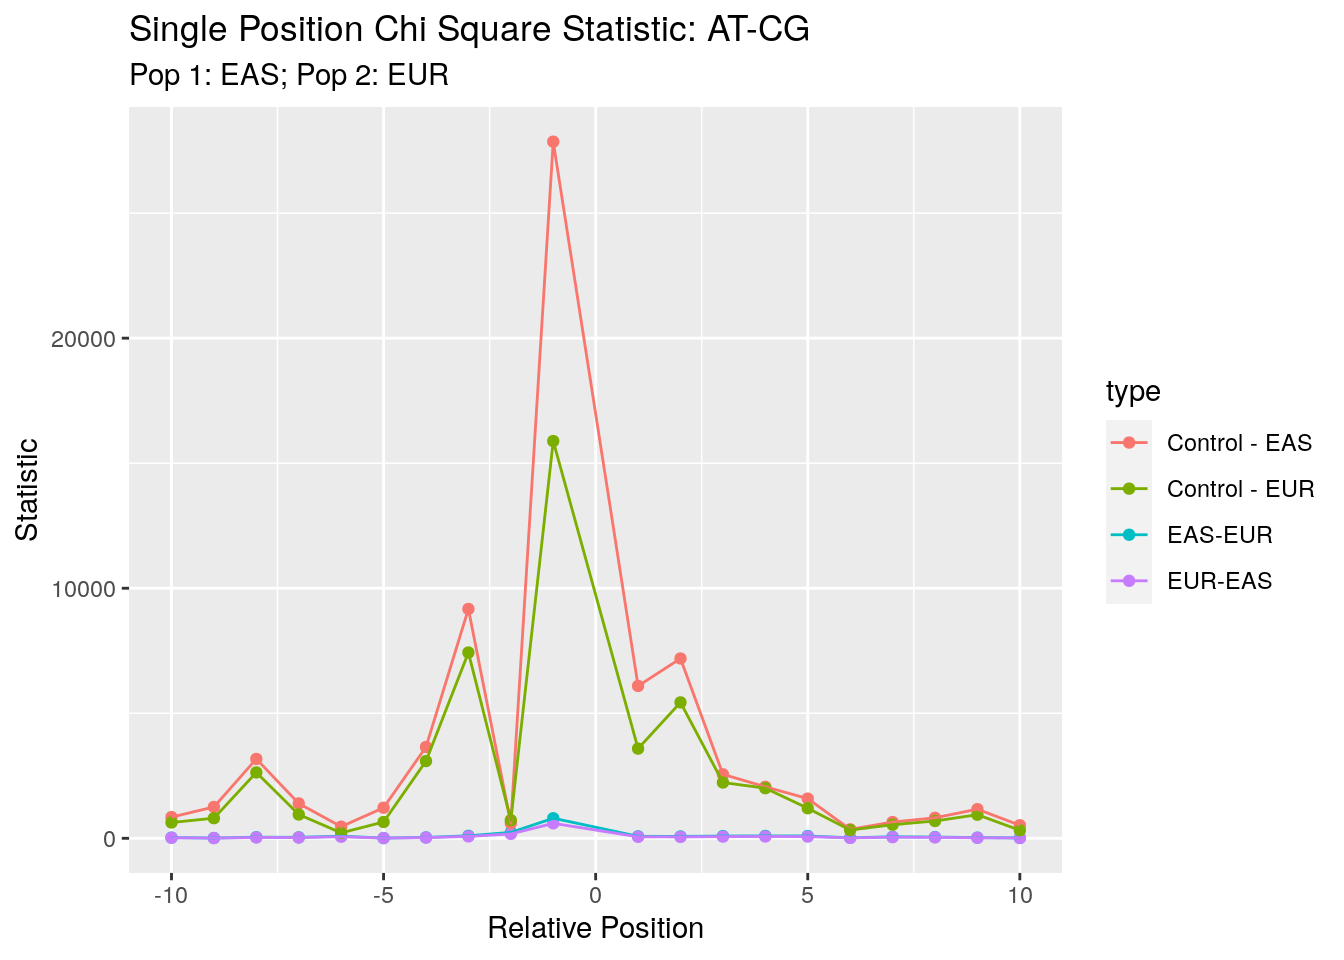 Single Position Chi Square Statistic: AT-CG
Pop 1: EAS; Pop 2: EUR
Statistic
20000
10000
0
-10
-5
0
5
10
Relative Position
type
Control - EAS
Control - EUR
EAS-EUR
EUR-EAS